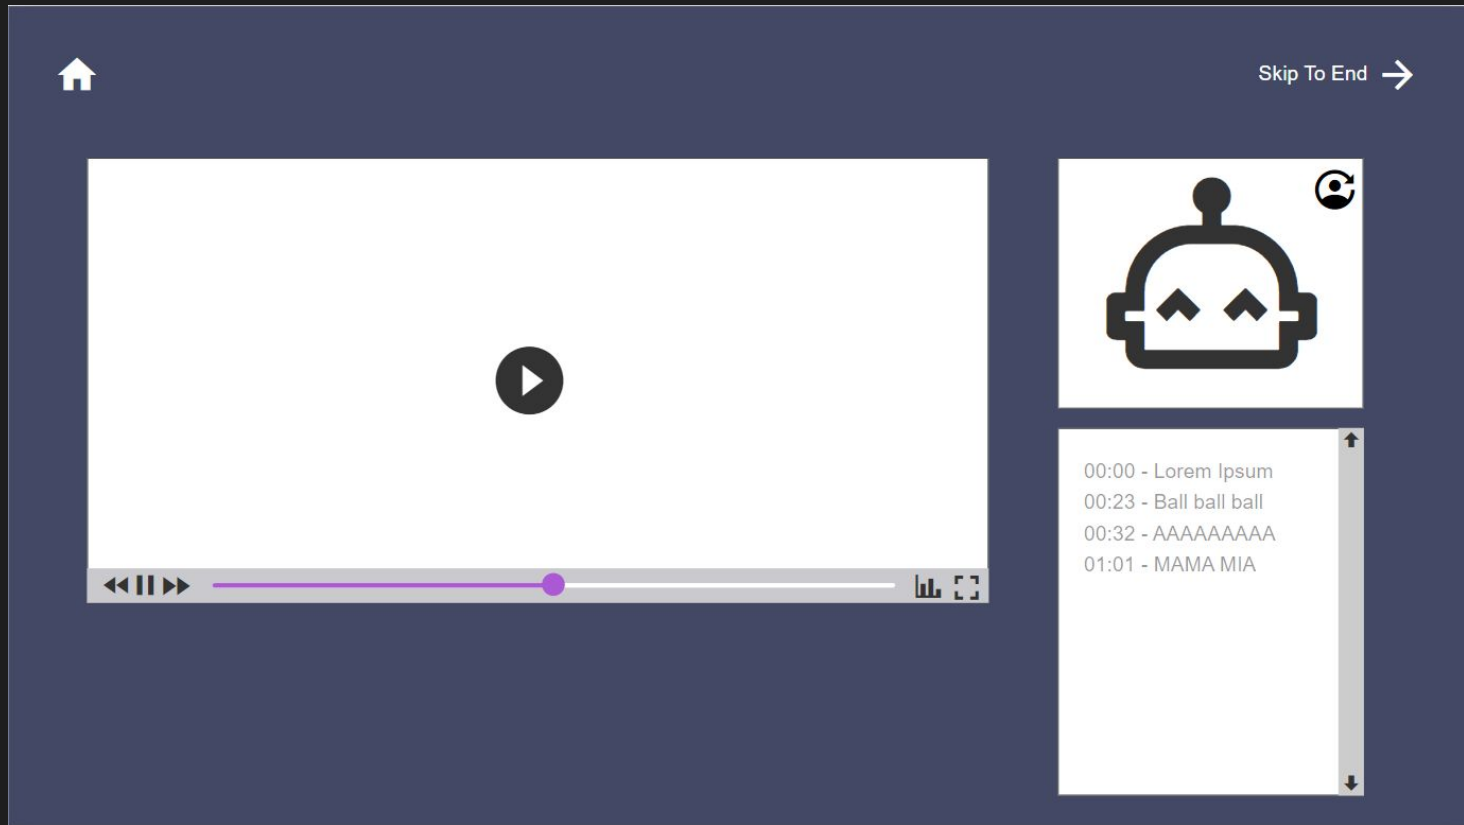 Skip To End
00:00 - Lorem Ipsum
00:23 - Ball ball ball
00:32 - AAAAAAAAA
01:01 - MAMA MIA